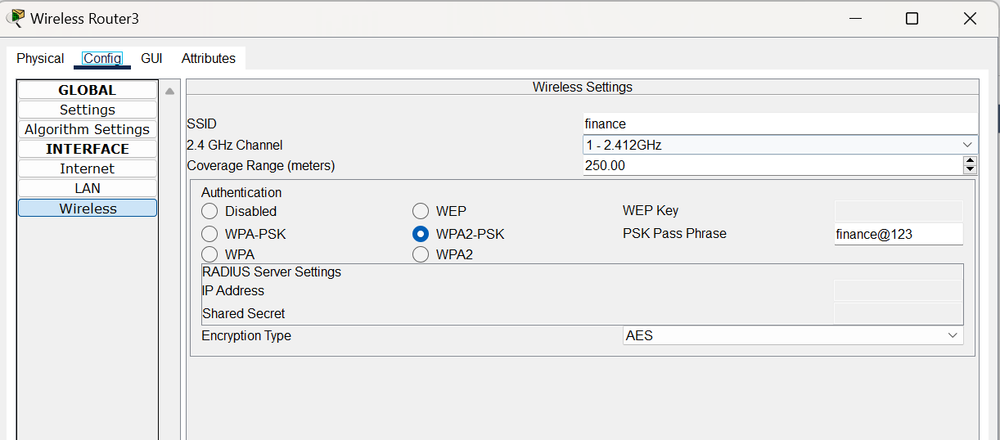 Wireless Router3
Physical Config GUI Attributes
GLOBAL
Settings
Algorithm Settings
INTERFACE
Internet
LAN
Wireless
Wireless Settings
SSID finance
2.4 GHz Channel 1 - 2.412GHz
Coverage Range (meters) 250.00
Authentication
Disabled WEP WEP Key
WPA-PSK WPA2-PSK PSK Pass Phrase finance@123
WPA WPA2
RADIUS Server Settings
IP Address
Shared Secret
Encryption Type AES